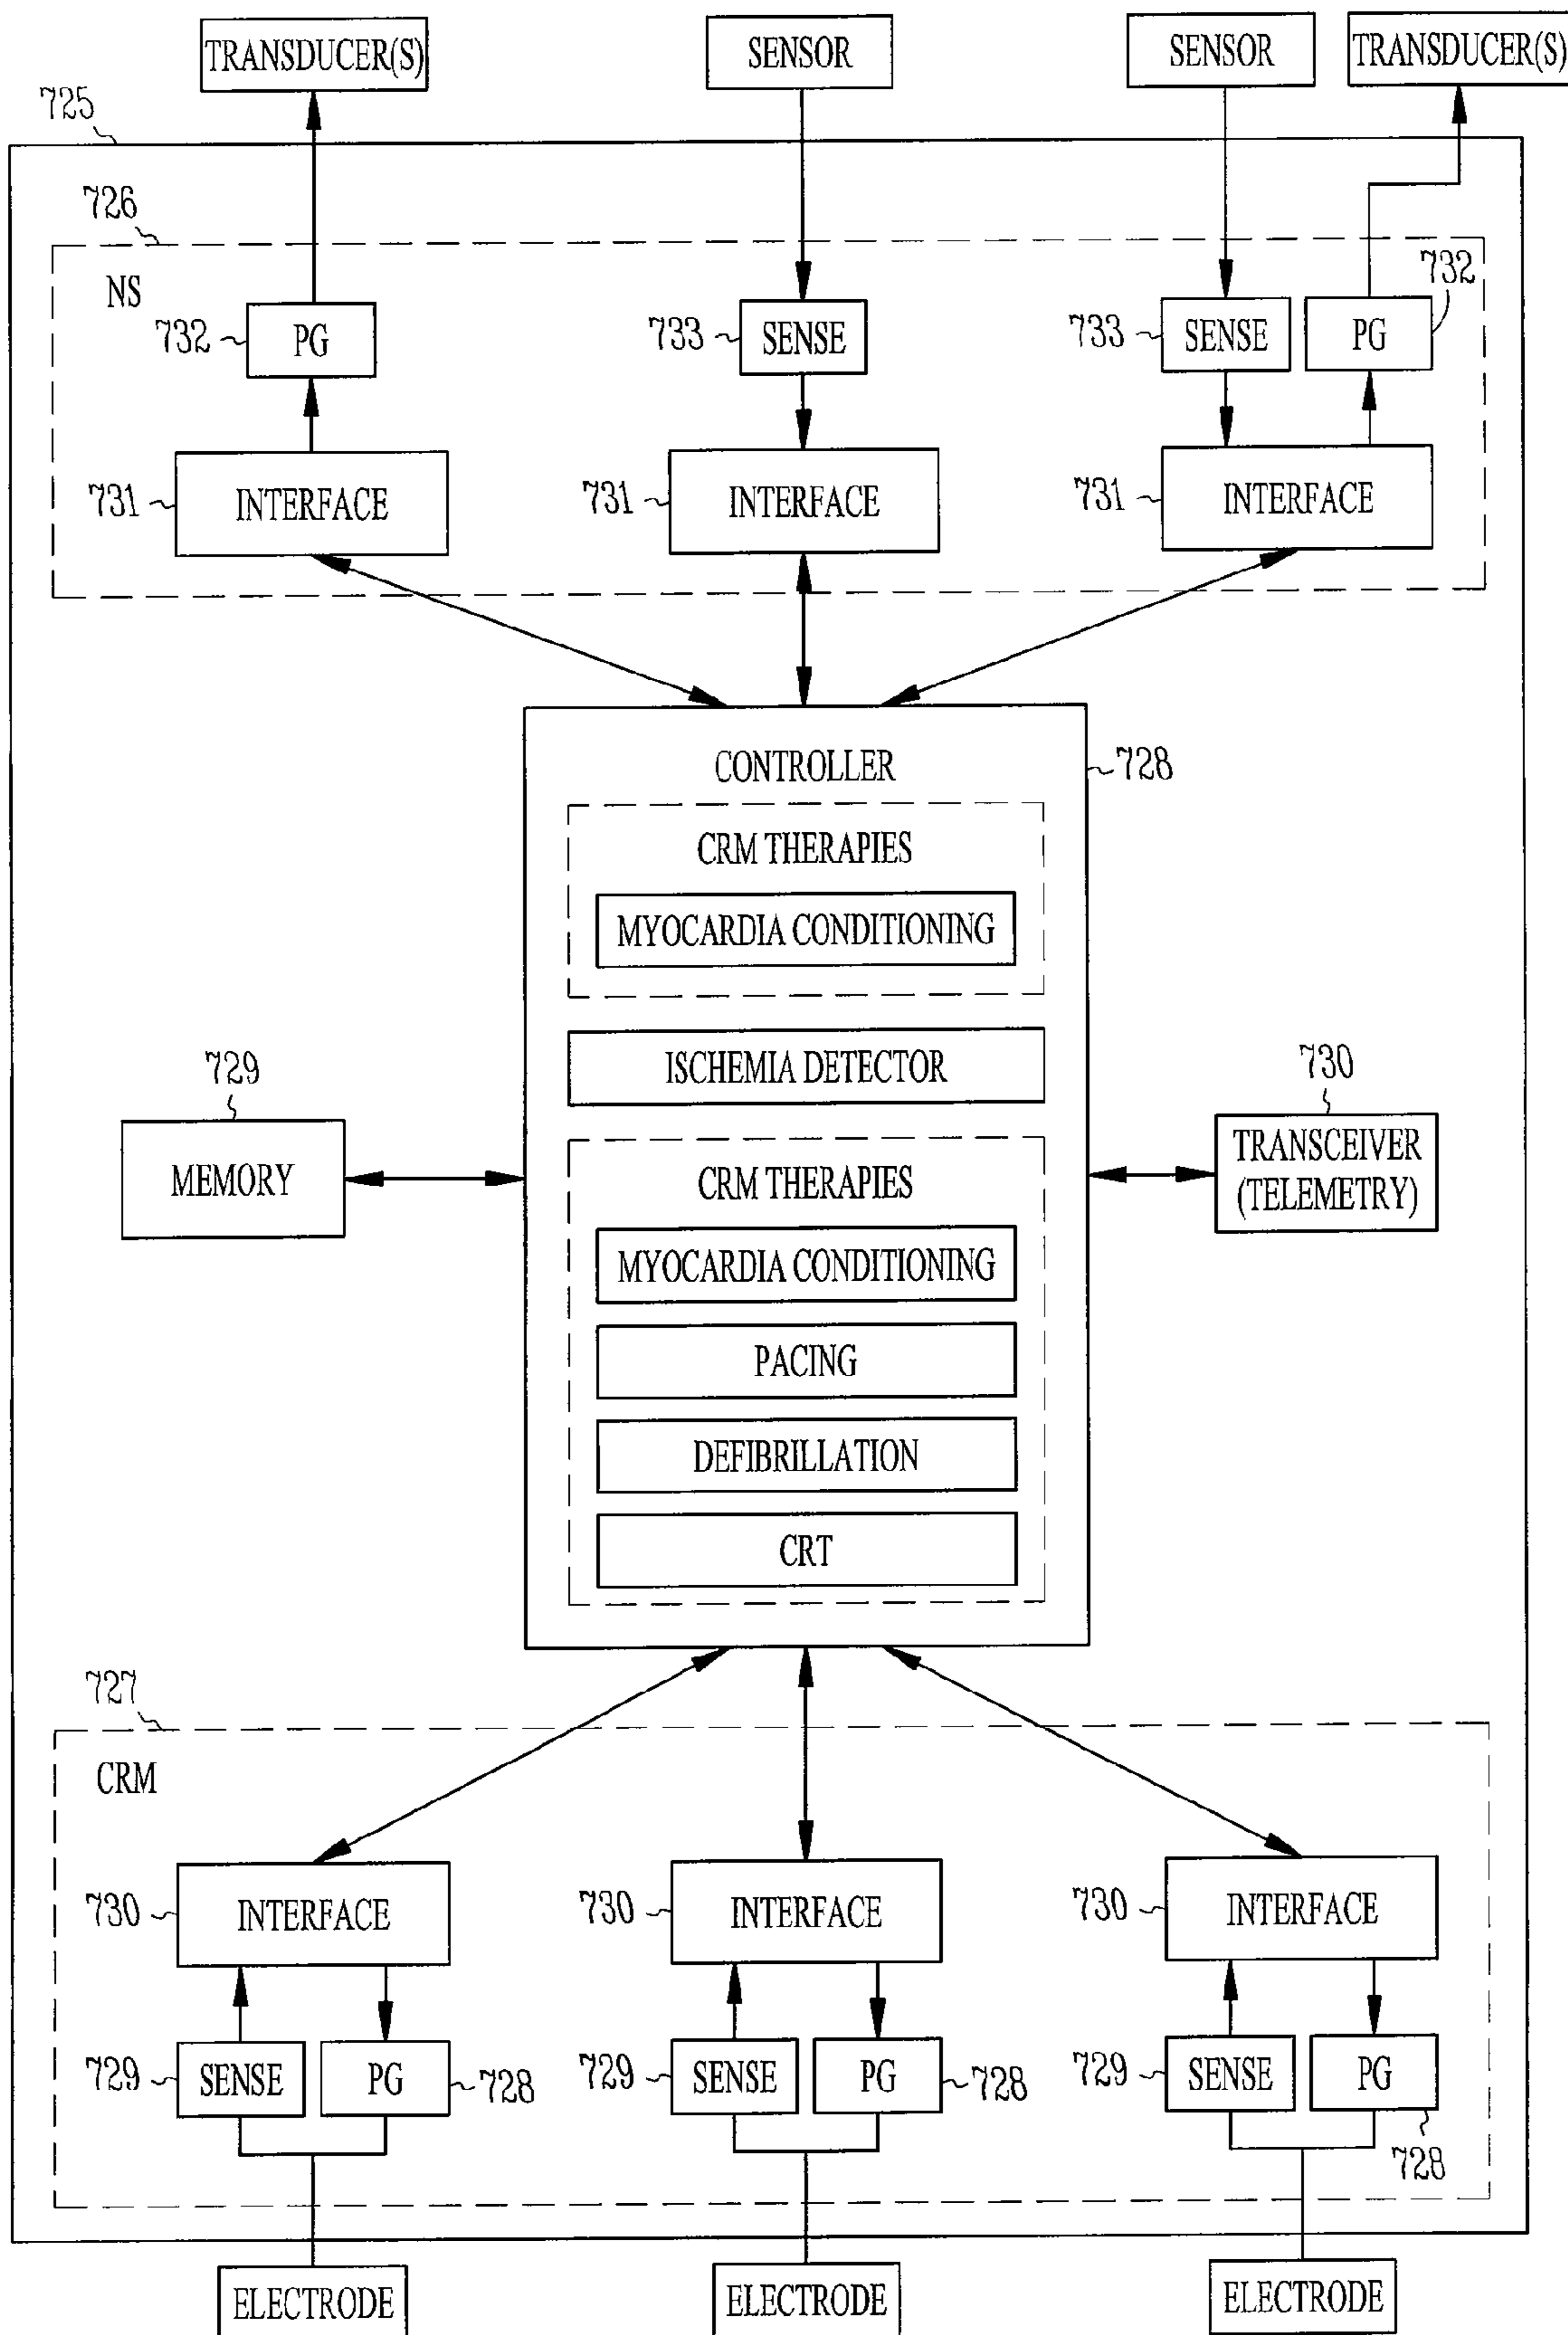 TRANSDUCER(S)
SENSOR
SENSOR
TRANSDUCER(S)
725
726
NS
732
PG
733
SENSE
733
SENSE
PG
732
731
INTERFACE
731
INTERFACE
731
INTERFACE
CONTROLLER
728
CRM THERAPIES
MYOCARDIA CONDITIONING
ISCHEMIA DETECTOR
729
MEMORY
730
TRANSCEIVER
(TELEMETRY)
CRM THERAPIES
MYOCARDIA CONDITIONING
PACING
DEFIBRILLATION
CRT
727
CRM
730
INTERFACE
730
INTERFACE
730
INTERFACE
729
SENSE
PG
728
729
SENSE
PG
728
729
SENSE
PG
728
ELECTRODE
ELECTRODE
ELECTRODE